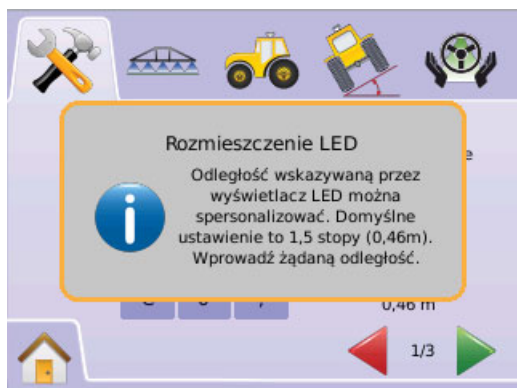 Rozmieszczenie LED
Odległość wskazywaną przez
wyświetlacz LED można
spersonalizować. Domyślne
ustawienie to 1,5 stopy (0,46m).
Wprowadź żądaną odległość.
0,46 m
1/3